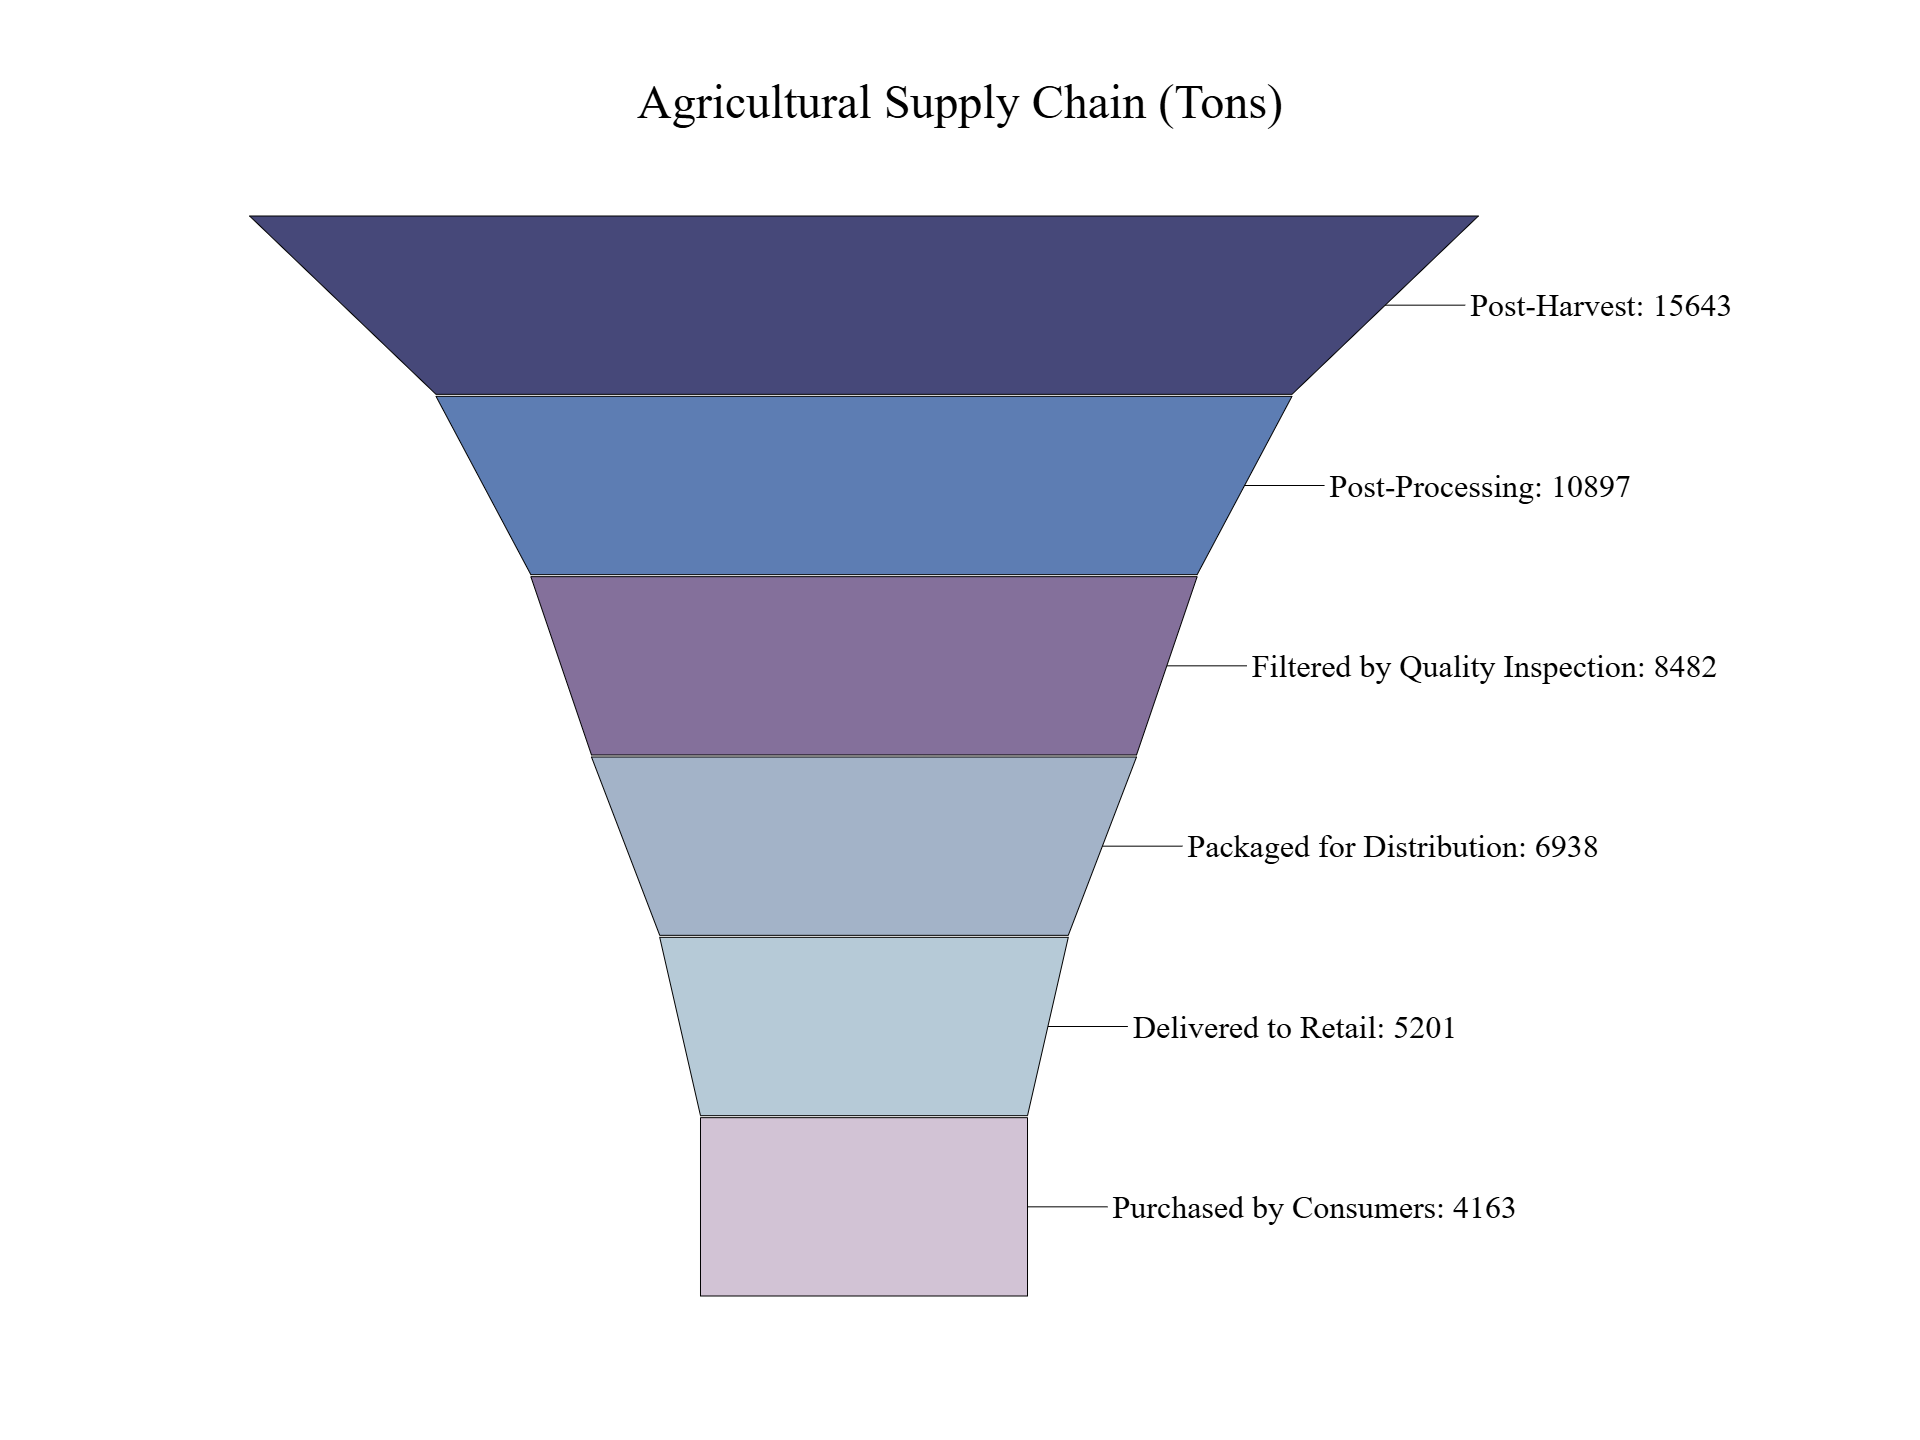 Agricultural Supply Chain (Tons)
Post-Harvest: 15643
Post-Processing: 10897
Filtered by Quality Inspection: 8482
Packaged for Distribution: 6938
Delivered to Retail: 5201
Purchased by Consumers: 4163